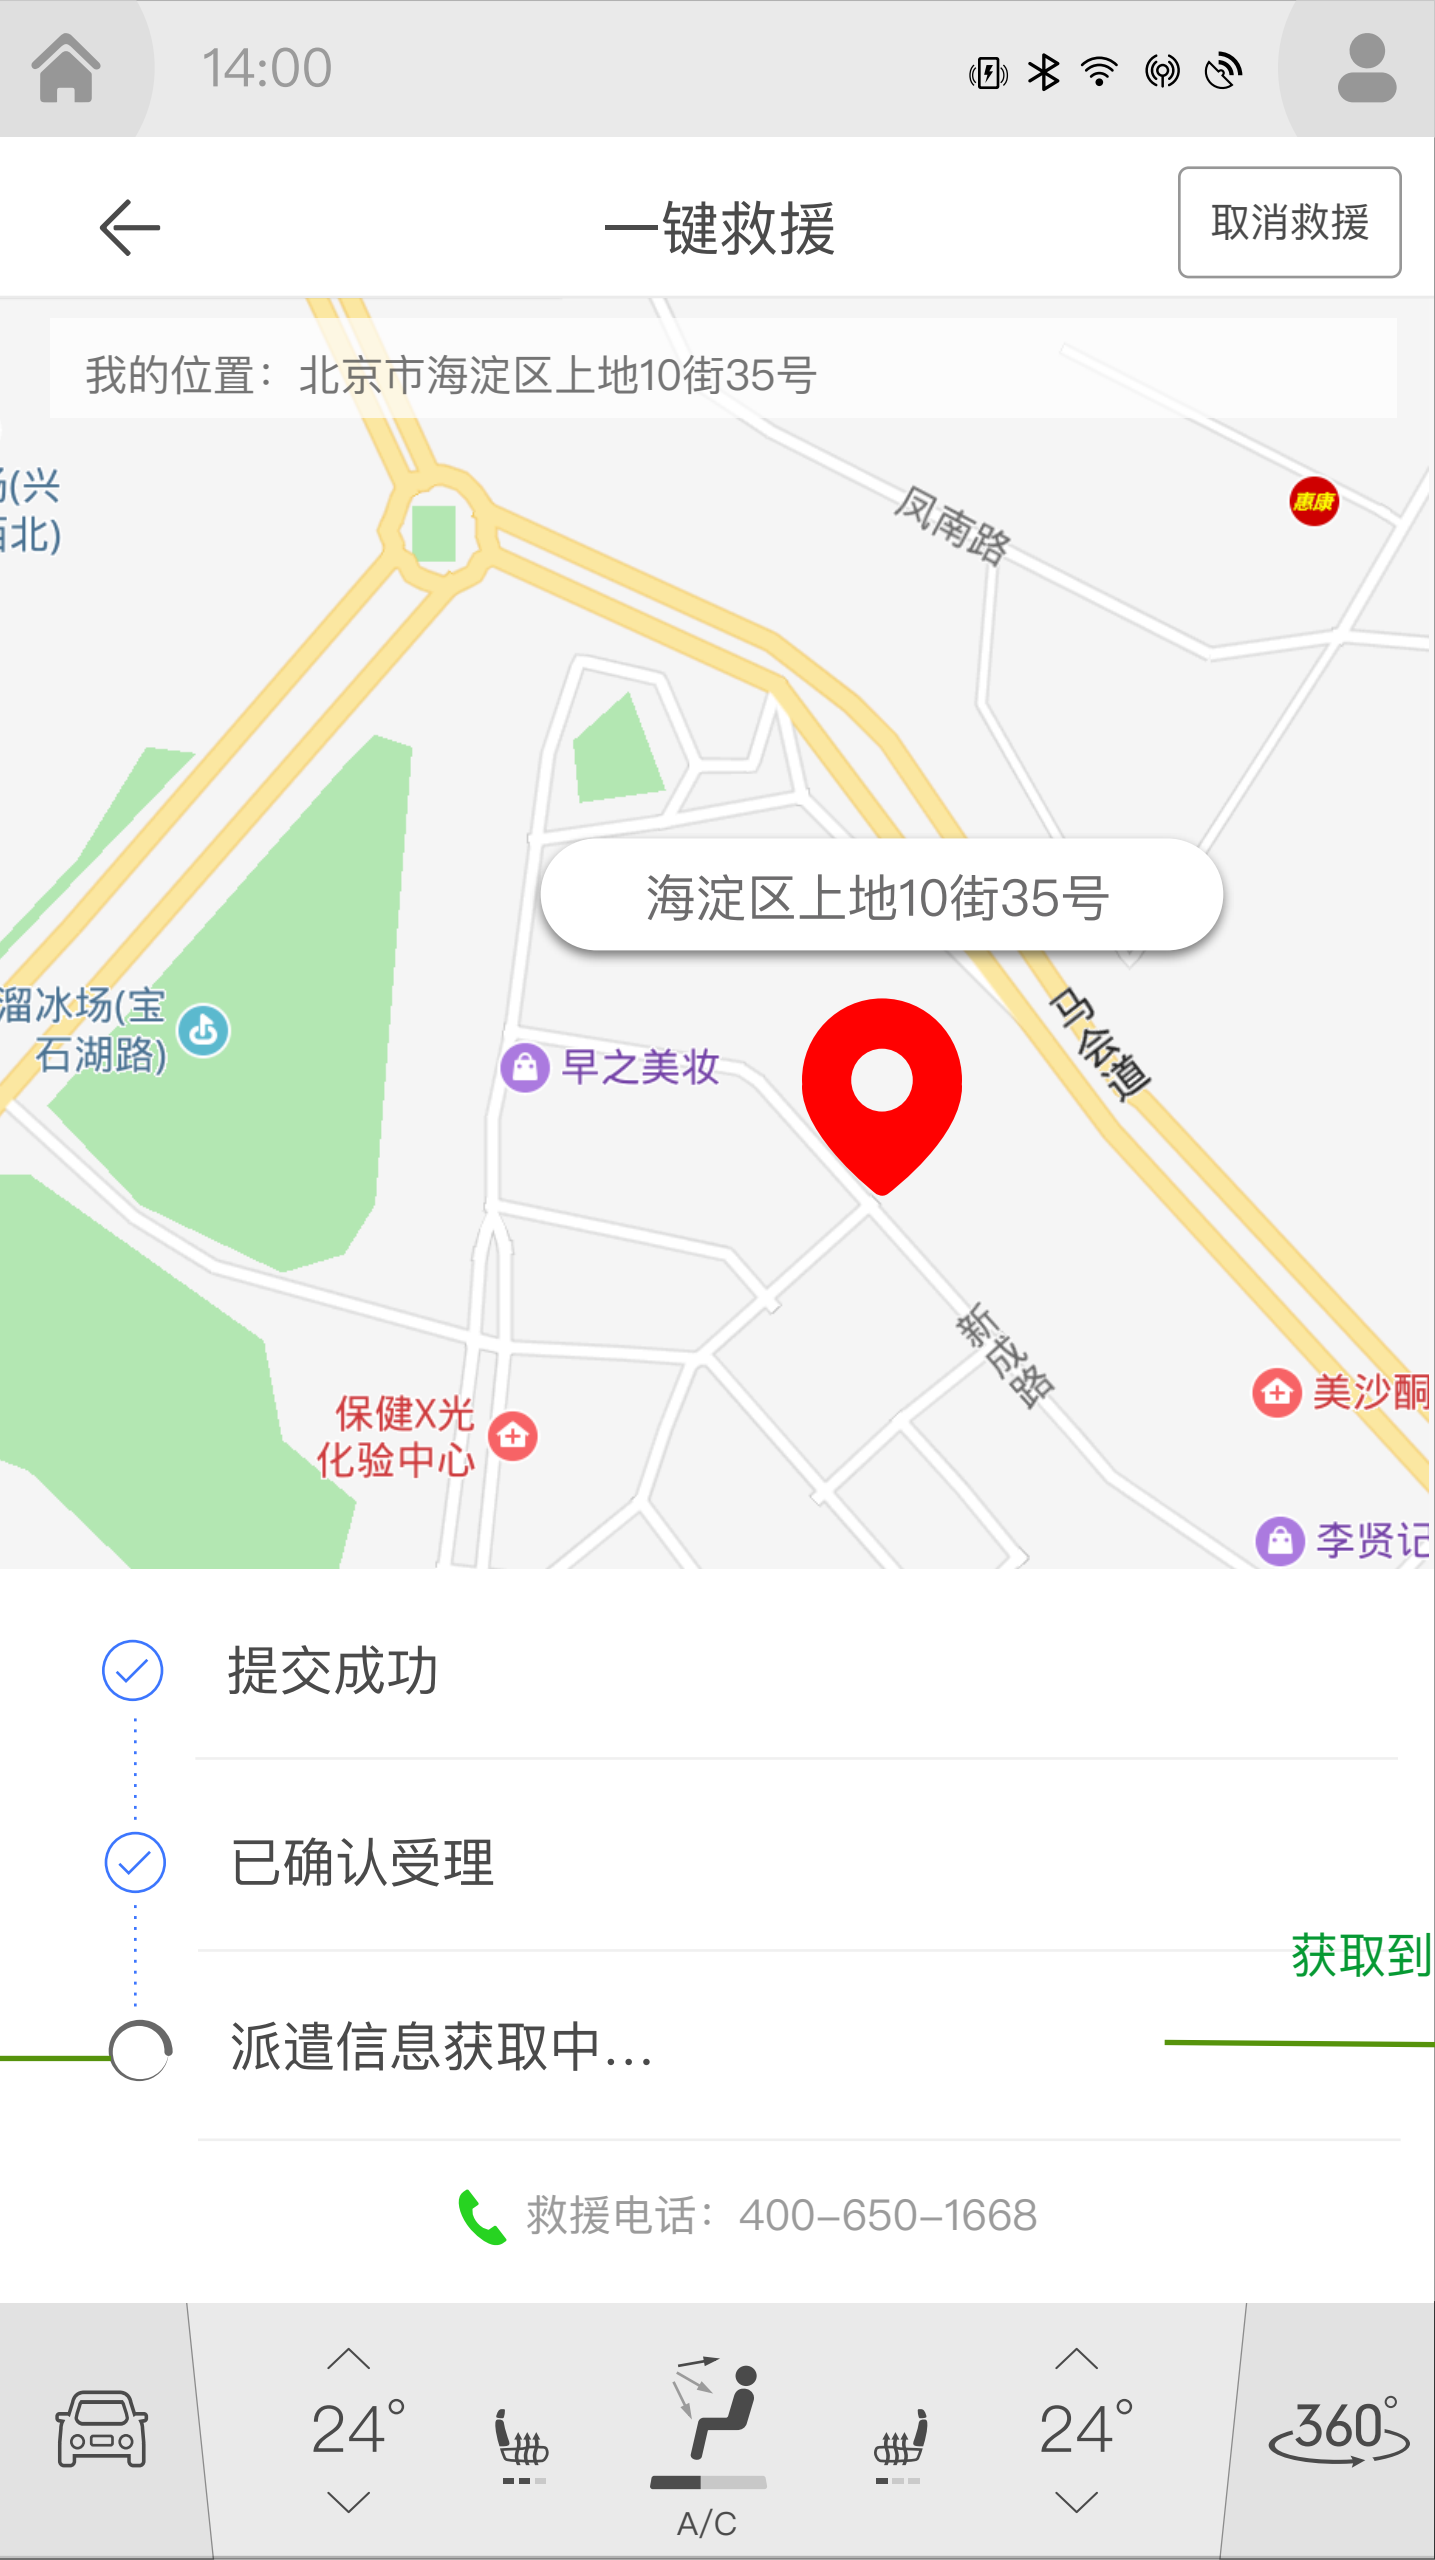 14:00
一键救援
取消救援
我的位置：北京市海淀区上地10街35号
(兴
北)
凤南路
惠康
海淀区上地10街35号
马会道
溜冰场(宝
石湖路)
早之美妆
新成路
保健X光
化验中心
美沙酮
李贤记
提交成功
已确认受理
获取到
派遣信息获取中...
救援电话：400-650-1668
24°
24°
360°
A/C